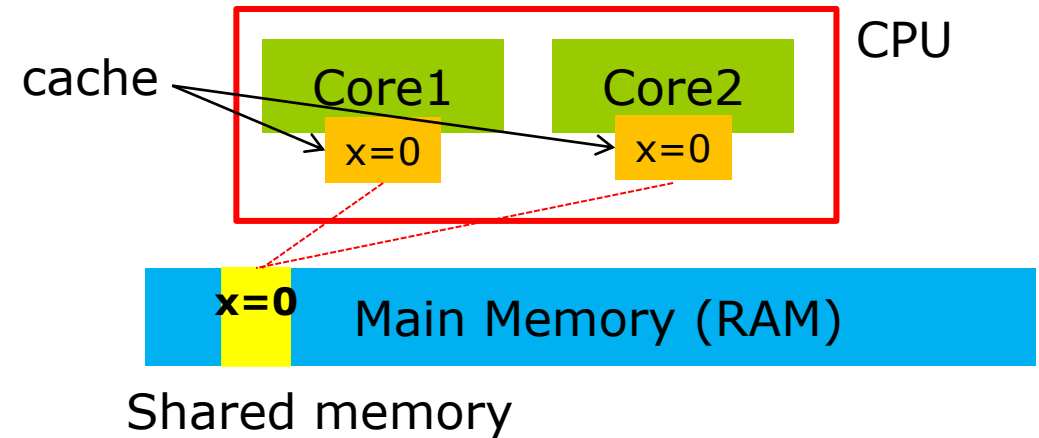 CPU
cache
Core1
Core2
x=0
x=0
x=0
Main Memory (RAM)
Shared memory